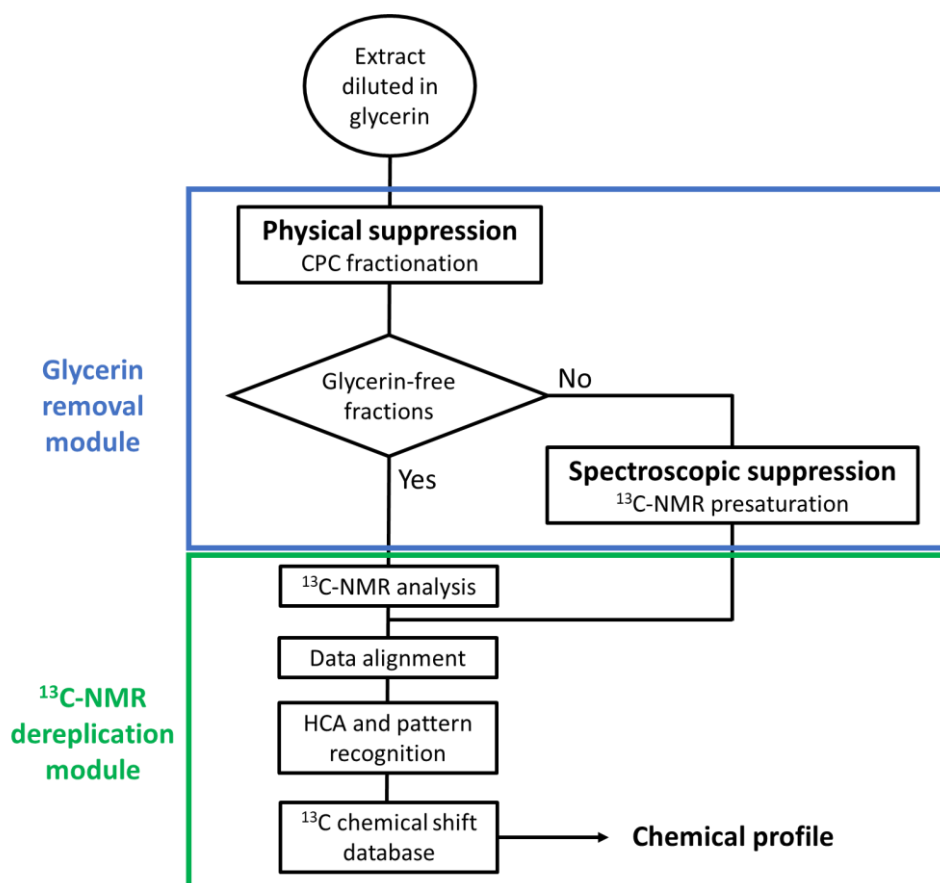 Extract
diluted in
glycerin
Physical suppression
CPC fractionation
Glycerin
removal
module
Glycerin-free
fractions
No
Yes
Spectroscopic suppression
¹³C-NMR presaturation
¹³C-NMR
dereplication
module
¹³C-NMR analysis
Data alignment
HCA and pattern
recognition
¹³C chemical shift
database
Chemical profile